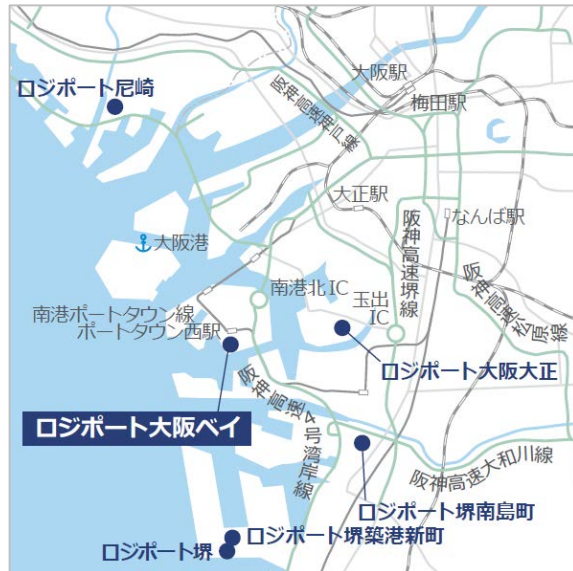 ロジポート尼崎
大阪駅
梅田駅
阪神高速神戸線
大正駅
なんば駅
阪神高速堺線
大阪港
南港北IC
玉出
IC
阪神高速松原線
南港ポートタウン線
ポートタウン西駅
ロジポート大阪大正
阪神高速4号湾岸線
ロジポート大阪ベイ
阪神高速大和川線
ロジポート堺南島町
ロジポート堺築港新町
ロジポート堺